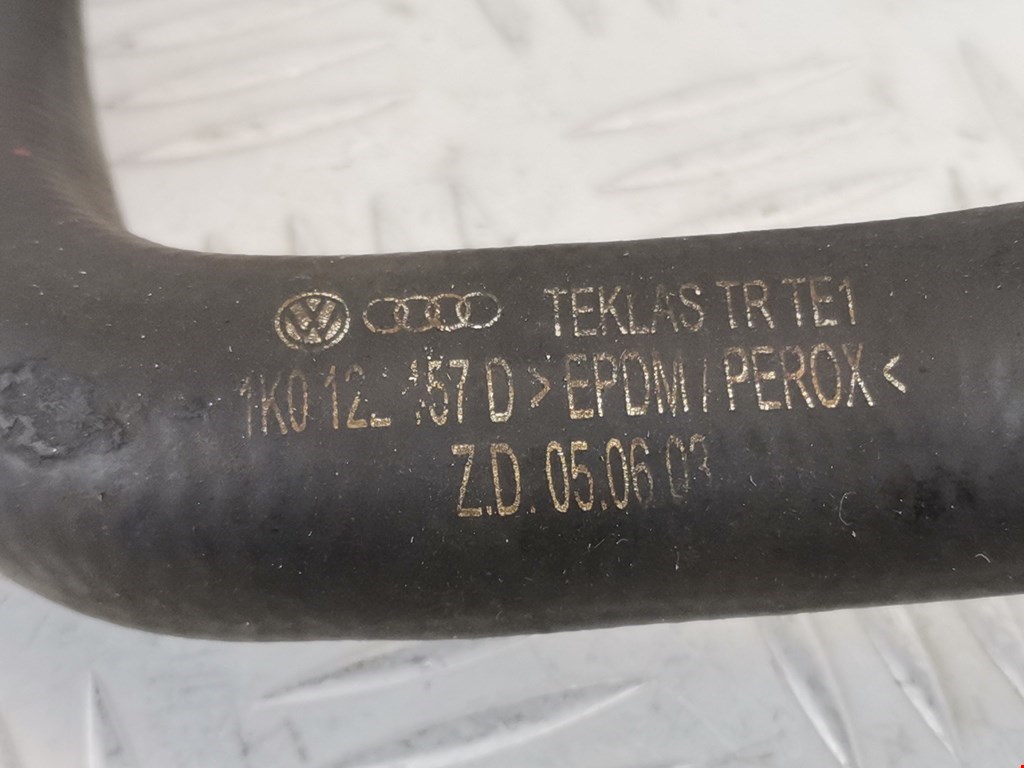 TEKLAS TR TE1
1K0 D >EPDM / PEROX<
Z.D. 05.06.03